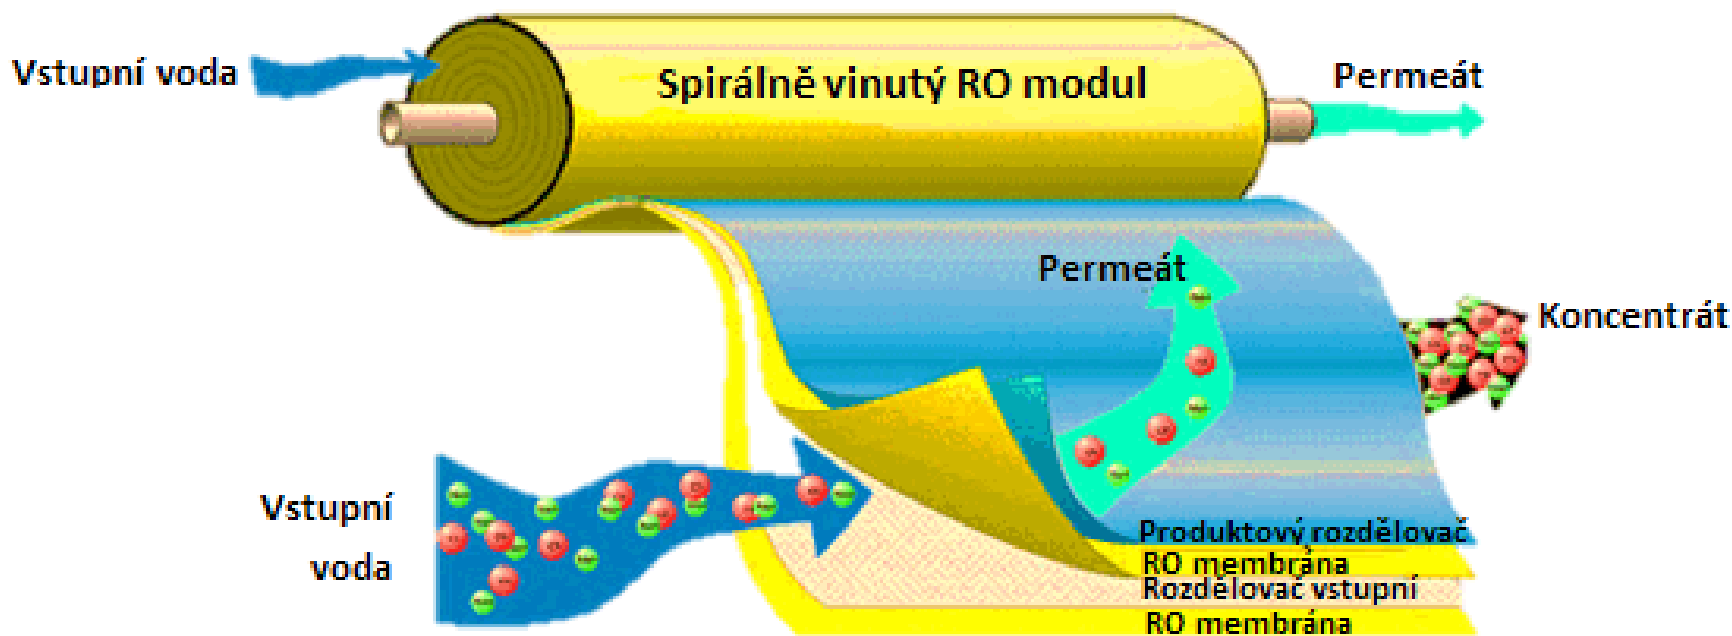 Vstupní voda
Spirálně vinutý RO modul
Permeát
Permeát
Koncentrát
Vstupní
voda
Produktový rozdělovač
RO membrána
Rozdělovač vstupní
RO membrána